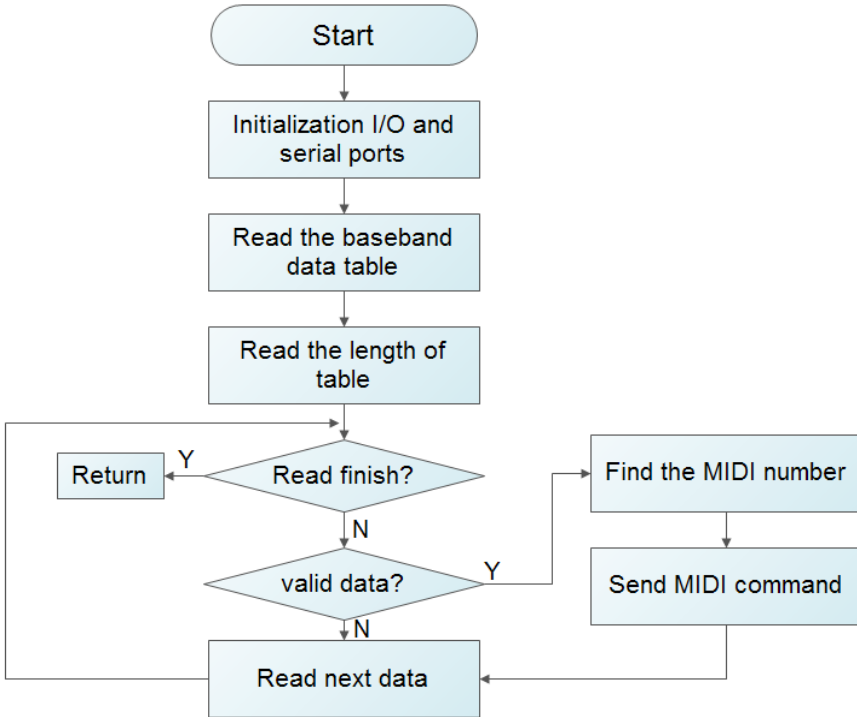 Start
Initialization I/O and
serial ports
Read the baseband
data table
Read the length of
table
Return
Y
Read finish?
N
Find the MIDI number
valid data?
Y
Send MIDI command
N
Read next data